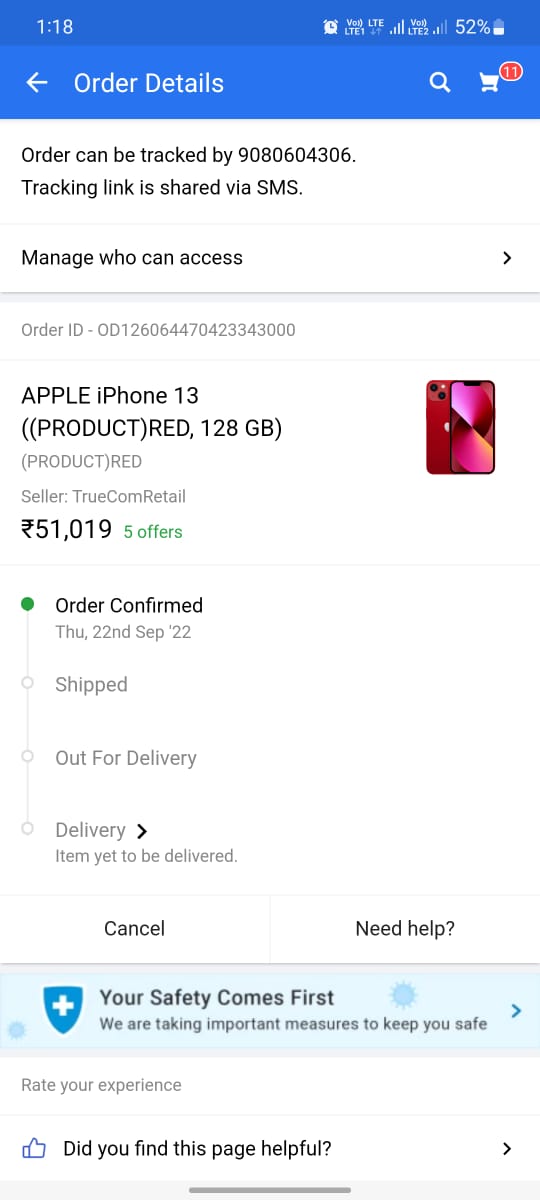 1:18
Vo)) LTE Vo)) 52%
LTE1 LTE2
Order Details
11
Order can be tracked by 9080604306.
Tracking link is shared via SMS.
Manage who can access
Order ID - OD126064470423343000
APPLE iPhone 13
((PRODUCT)RED, 128 GB)
(PRODUCT)RED
Seller: TrueComRetail
₹51,019 5 offers
Order Confirmed
Thu, 22nd Sep '22
Shipped
Out For Delivery
Delivery
Item yet to be delivered.
Cancel
Need help?
Your Safety Comes First
We are taking important measures to keep you safe
Rate your experience
Did you find this page helpful?